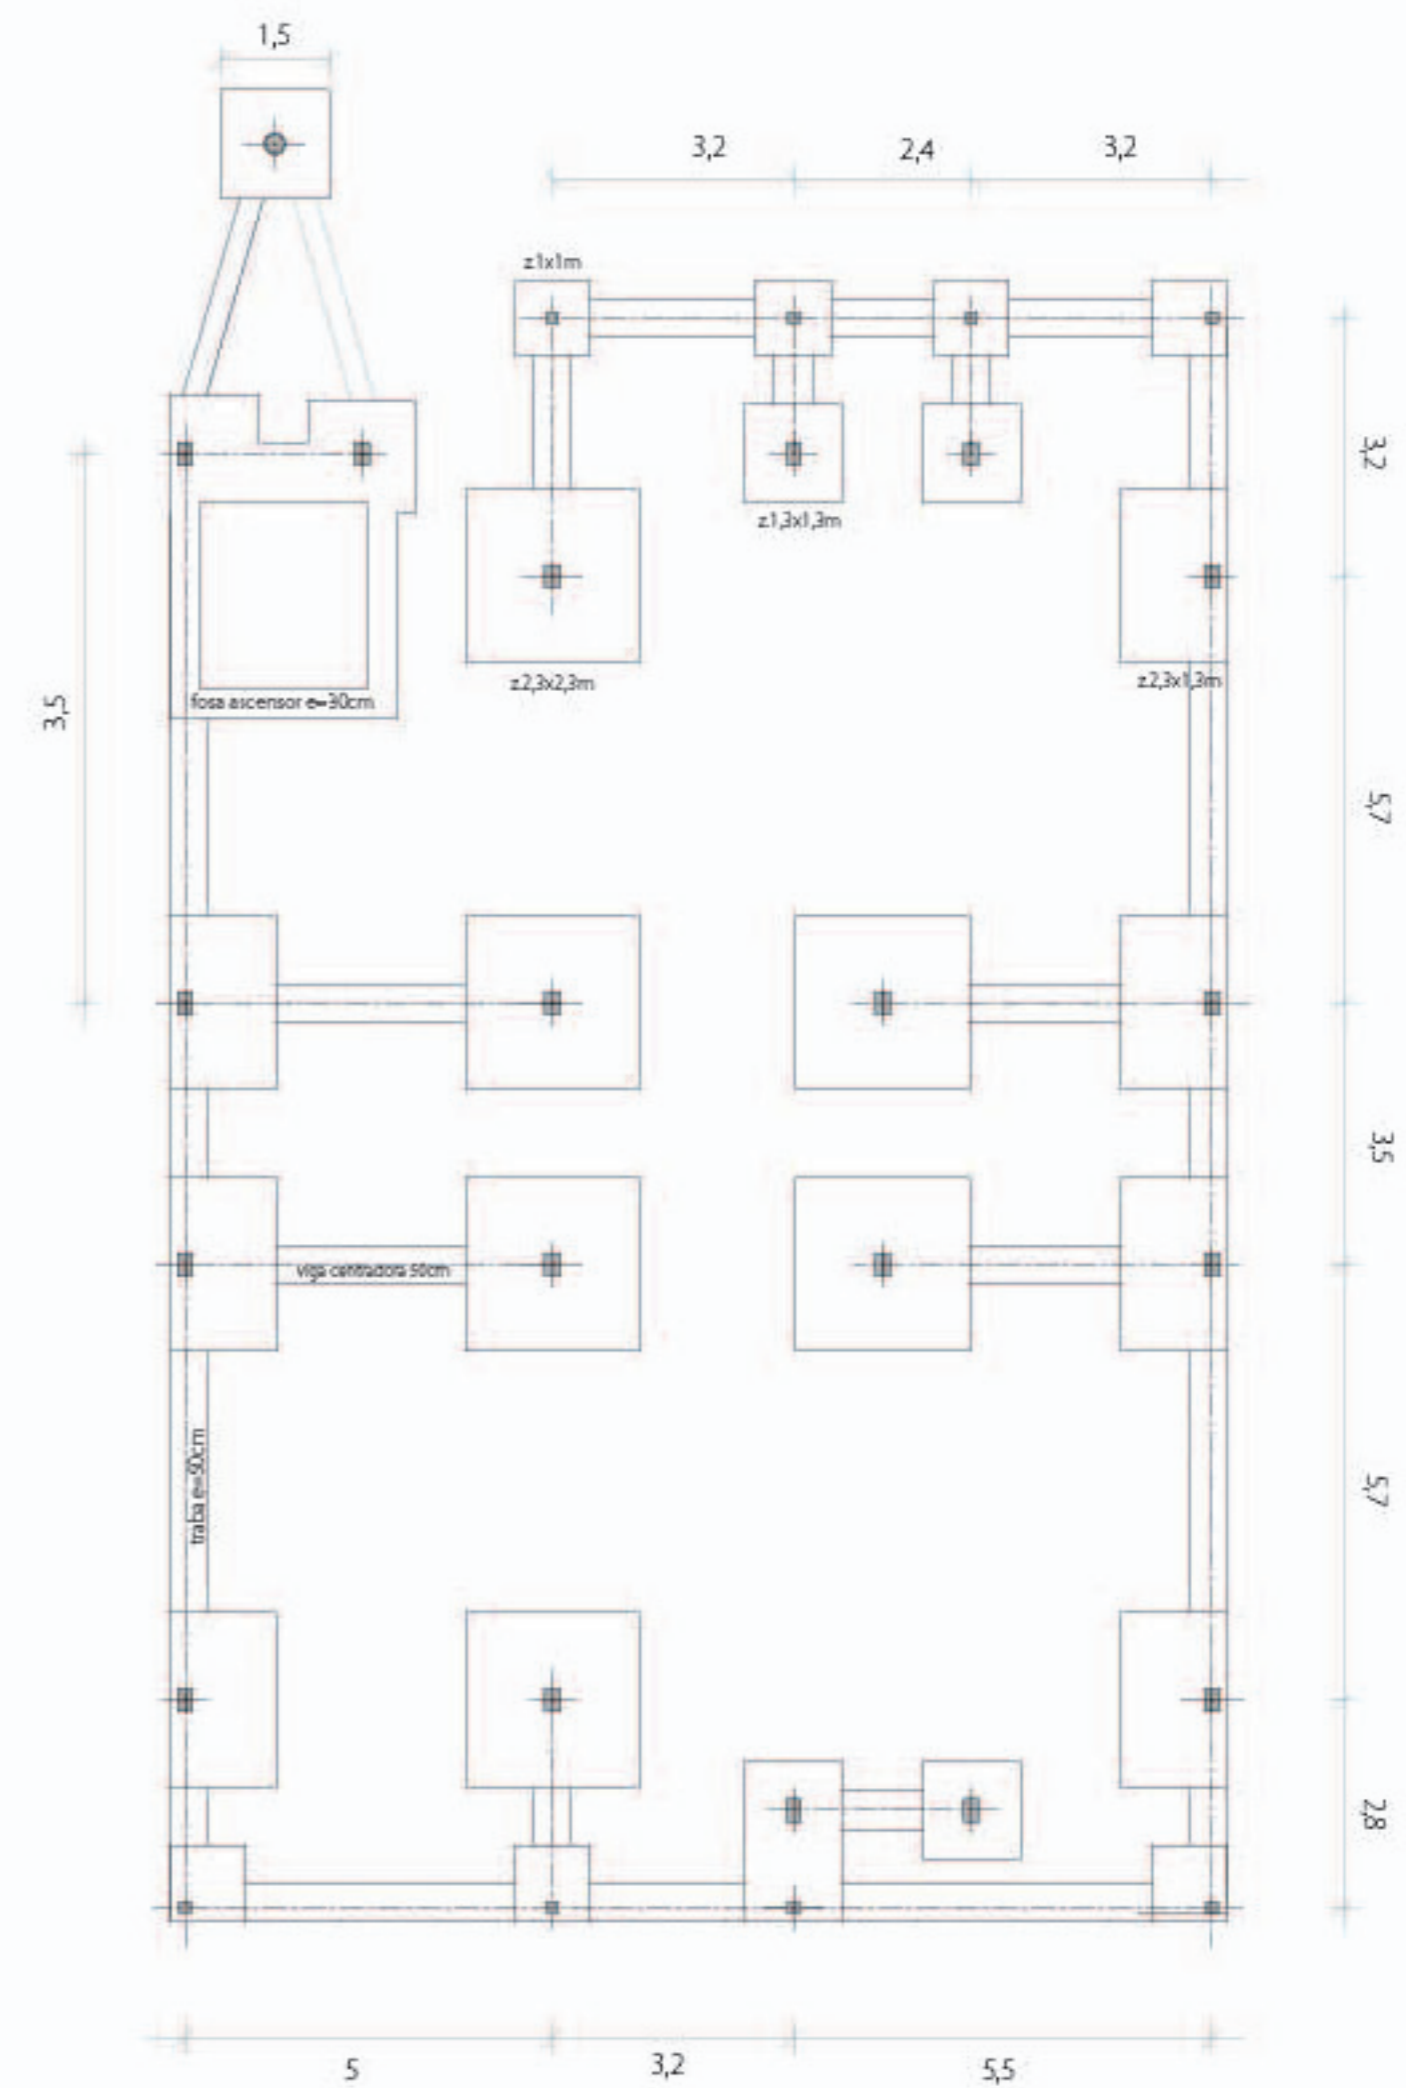 1,5
3,2
2,4
3,2
z.1x1m
3,2
z.1,3x1,3m
z.2,3x2,3m
z.2,3x1,3m
fosa ascensor e=30cm
3,5
5,7
3,5
viga centradora 50cm
traba e=50cm
5,7
2,8
5
3,2
5,5